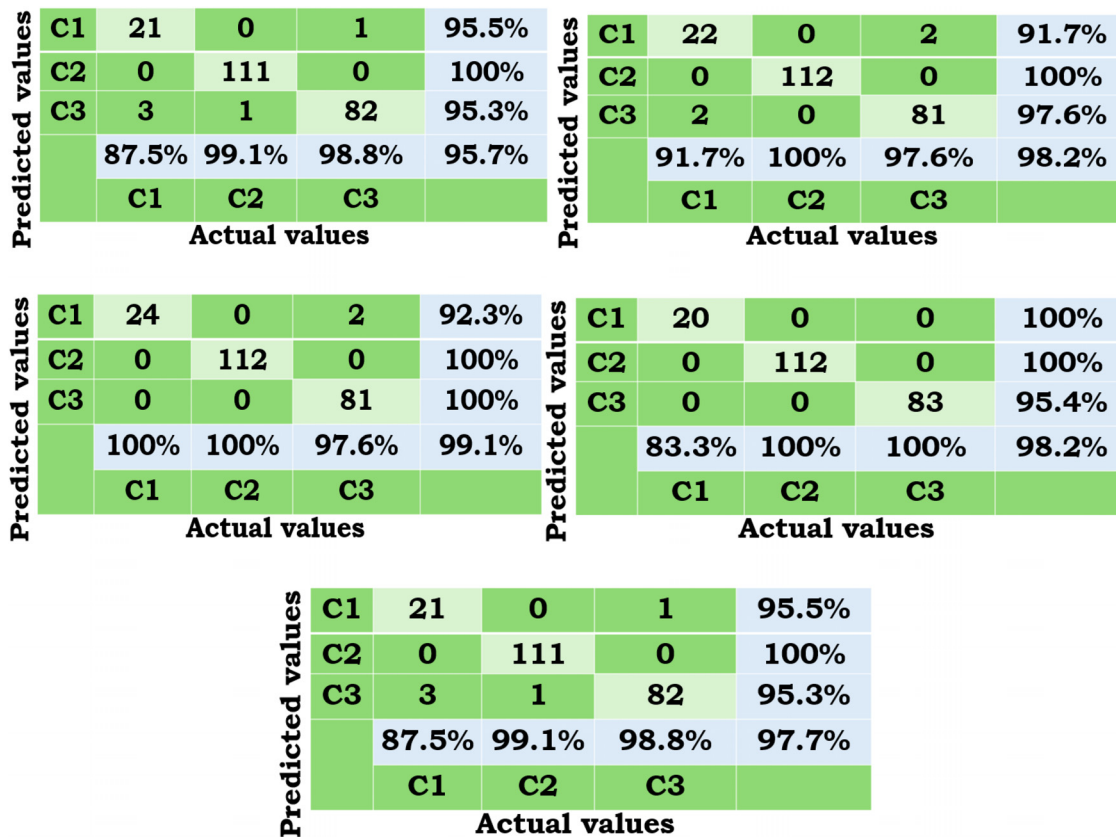 Predicted values
C1 21 0 1 95.5%
C2 0 111 0 100%
C3 3 1 82 95.3%
87.5% 99.1% 98.8% 95.7%
C1 C2 C3
Actual values
Predicted values
C1 22 0 2 91.7%
C2 0 112 0 100%
C3 2 0 81 97.6%
91.7% 100% 97.6% 98.2%
C1 C2 C3
Actual values
Predicted values
C1 24 0 2 92.3%
C2 0 112 0 100%
C3 0 0 81 100%
100% 100% 97.6% 99.1%
C1 C2 C3
Actual values
Predicted values
C1 20 0 0 100%
C2 0 112 0 100%
C3 0 0 83 95.4%
83.3% 100% 100% 98.2%
C1 C2 C3
Actual values
Predicted values
C1 21 0 1 95.5%
C2 0 111 0 100%
C3 3 1 82 95.3%
87.5% 99.1% 98.8% 97.7%
C1 C2 C3
Actual values